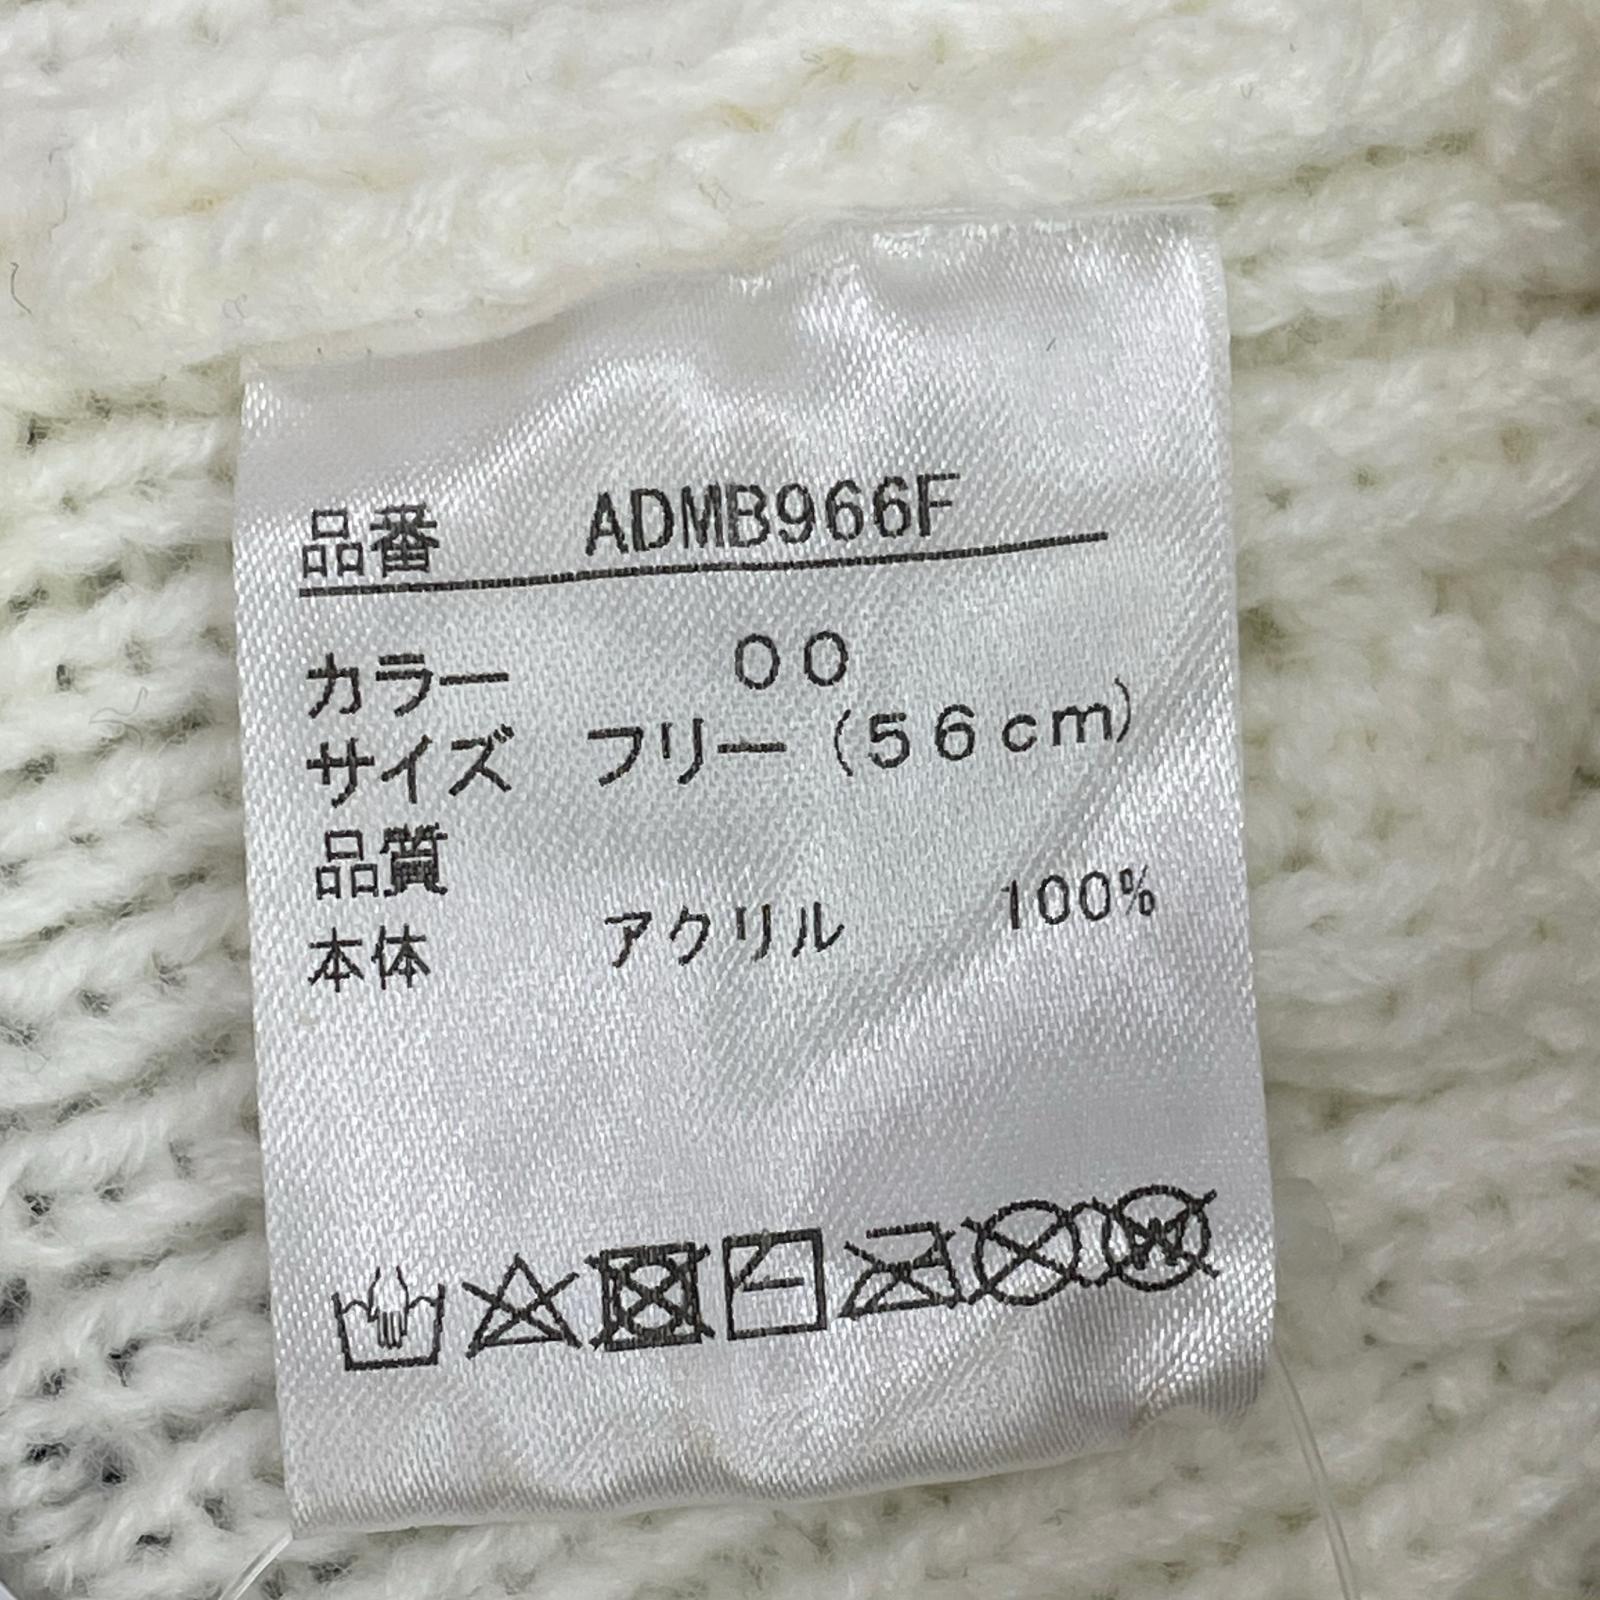 品番 ADMB966F
カラー 00
サイズ フリー (56cm)
品質
本体 アクリル 100%